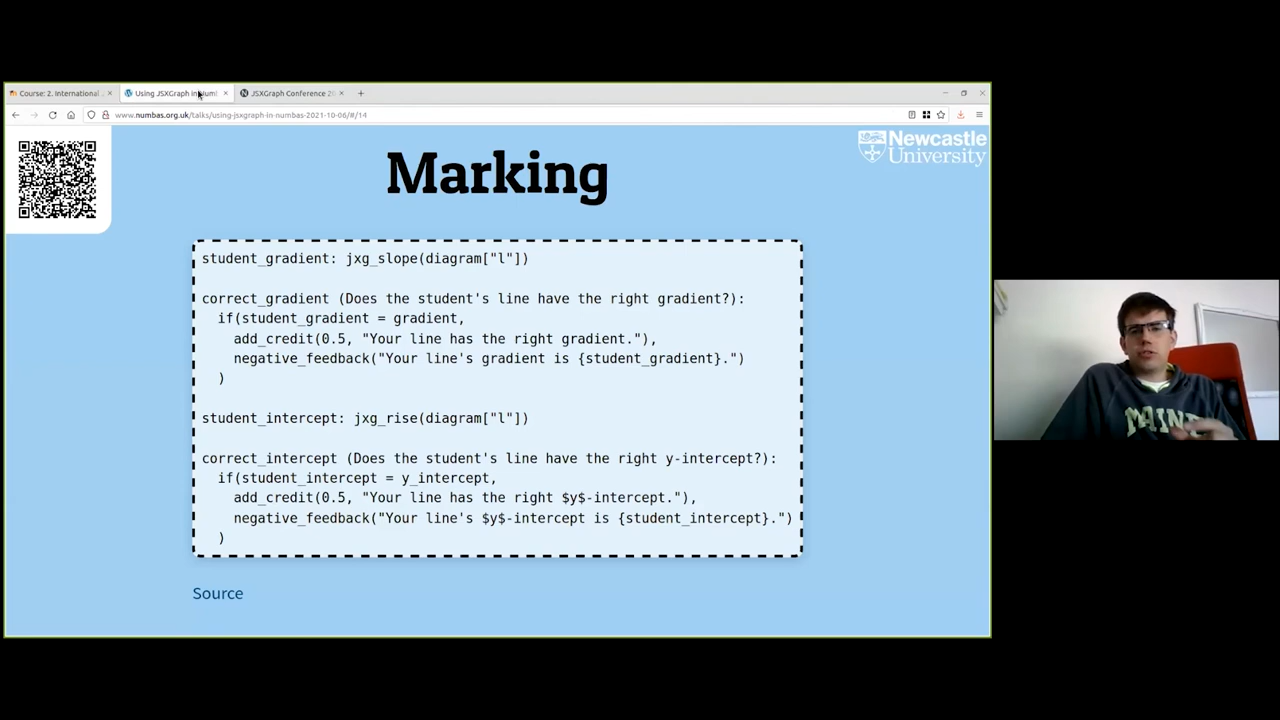 Course: 2. International
Using JSXGraph in Num
JSXGraph Conference 2
www.numbas.org.uk/talks/using-jsxgraph-in-numbas-2021-10-06/#/14
Newcastle
University
Marking
student_gradient: jxg_slope(diagram["l"])
correct_gradient (Does the student's line have the right gradient?):
if(student_gradient = gradient,
add_credit(0.5, "Your line has the right gradient."),
negative_feedback("Your line's gradient is {student_gradient}.")
)
student_intercept: jxg_rise(diagram["l"])
correct_intercept (Does the student's line have the right y-intercept?):
if(student_intercept = y_intercept,
add_credit(0.5, "Your line has the right $y$-intercept."),
negative_feedback("Your line's $y$-intercept is {student_intercept}.")
)
Source
MAINE